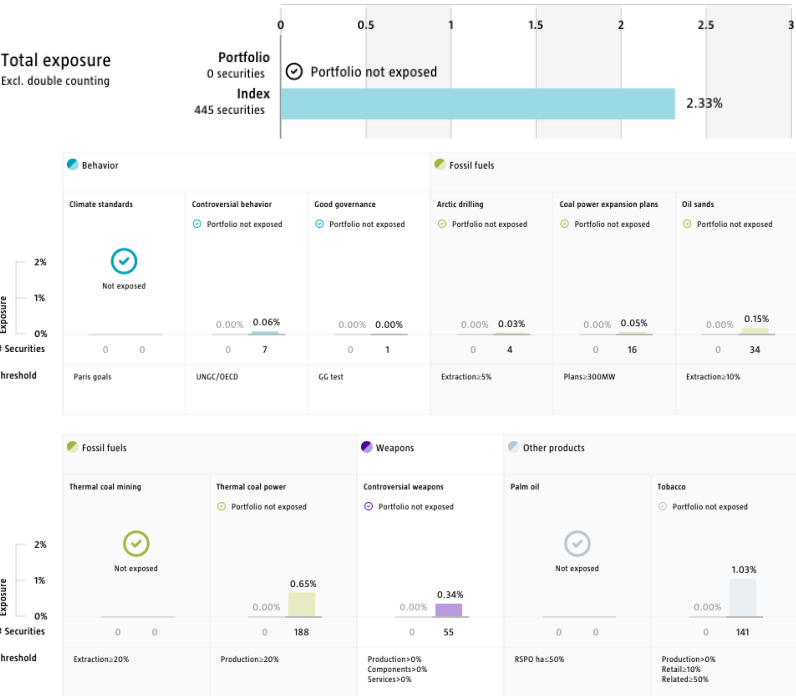 0 0.5 1 1.5 2 2.5 3
Total exposure
Excl. double counting
Portfolio
0 securities
Portfolio not exposed
Index
445 securities
2.33%
Behavior
Fossil fuels
Climate standards
Controversial behavior
Good governance
Arctic drilling
Coal power expansion plans
Oil sands
Portfolio not exposed
Portfolio not exposed
Portfolio not exposed
Portfolio not exposed
Portfolio not exposed
Not exposed
Exposure
2%
1%
0%
0.00% 0.06%
0.00% 0.00%
0.00% 0.03%
0.00% 0.05%
0.00% 0.15%
# Securities 0 0 0 7 0 1 0 4 0 16 0 34
hreshold
Paris goals
UNGC/OECD
GG test
Extraction≥5%
Plans≥300MW
Extraction≥10%
Fossil fuels
Weapons
Other products
Thermal coal mining
Thermal coal power
Controversial weapons
Palm oil
Tobacco
Portfolio not exposed
Portfolio not exposed
Portfolio not exposed
Not exposed
Not exposed
Exposure
2%
1%
0%
0.00% 0.65%
0.00% 0.34%
0.00% 1.03%
# Securities 0 0 0 188 0 55 0 0 0 141
hreshold
Extraction≥20%
Production≥20%
Production>0%
Components>0%
Services>0%
RSPO ha≤50%
Production>0%
Retail≥10%
Related≥50%